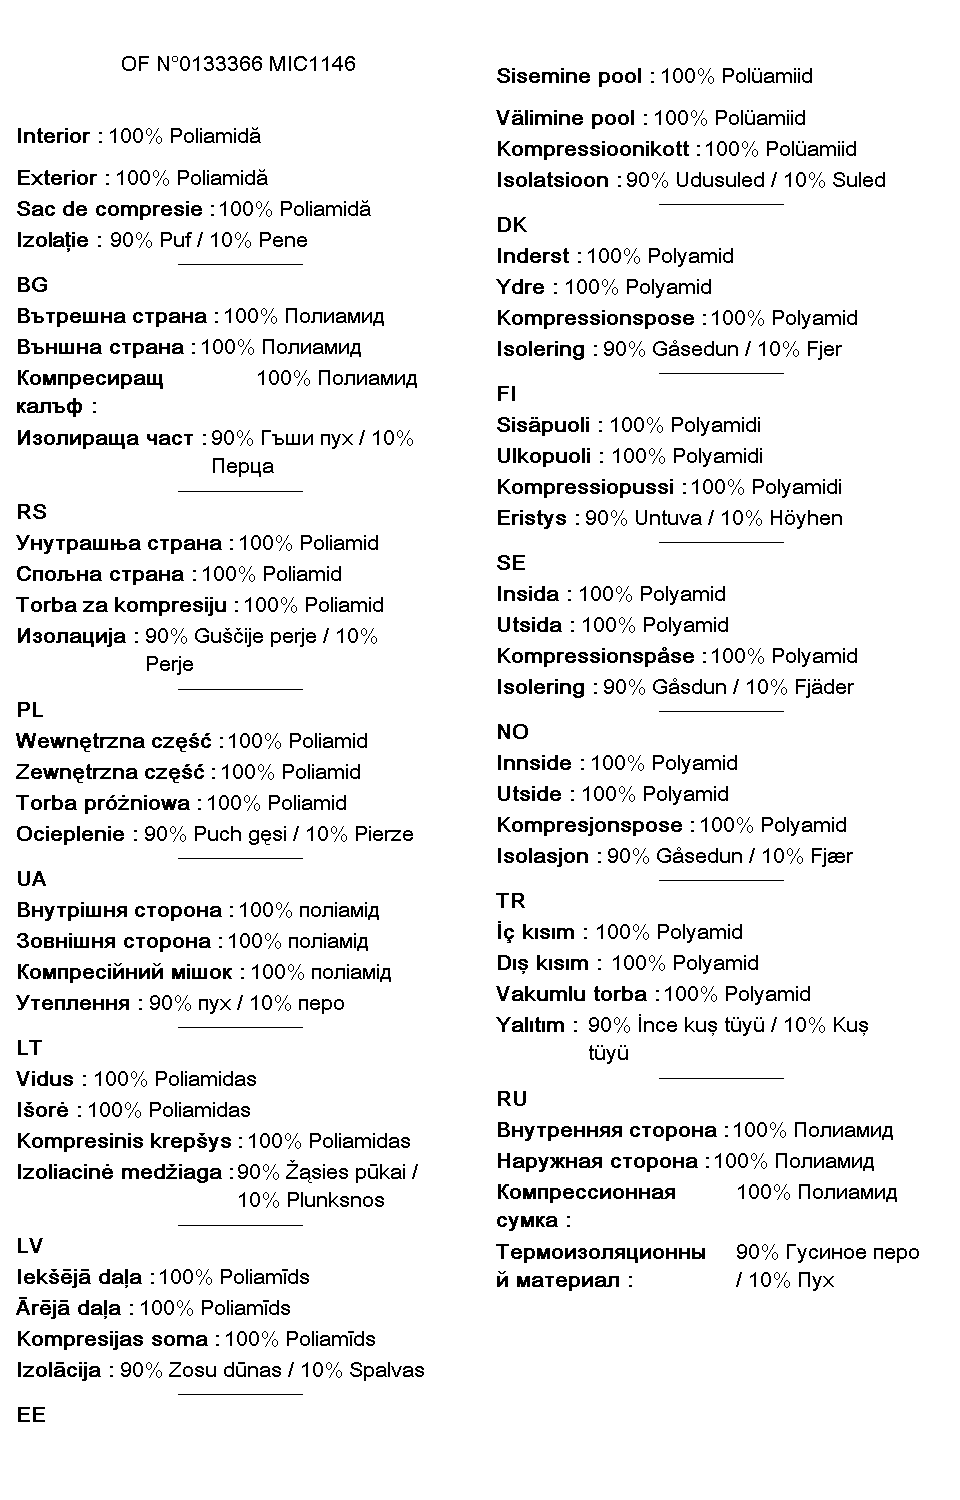 OF N°0133366 MIC1146
Interior : 100% Poliamidă
Exterior : 100% Poliamidă
Sac de compresie : 100% Poliamidă
Izolație : 90% Puf / 10% Pene
BG
Вътрешна страна : 100% Полиамид
Външна страна : 100% Полиамид
Компресиращ 100% Полиамид
калъф :
Изолираща част : 90% Гъши пух / 10%
Перца
RS
Унутрашња страна : 100% Poliamid
Спољна страна : 100% Poliamid
Torba za kompresiju : 100% Poliamid
Изолација : 90% Guščije perje / 10%
Perje
PL
Wewnętrzna część : 100% Poliamid
Zewnętrzna część : 100% Poliamid
Torba próżniowa : 100% Poliamid
Ocieplenie : 90% Puch gęsi / 10% Pierze
UA
Внутрішня сторона : 100% поліамід
Зовнішня сторона : 100% поліамід
Компресійний мішок : 100% поліамід
Утеплення : 90% пух / 10% перо
LT
Vidus : 100% Poliamidas
Išorė : 100% Poliamidas
Kompresinis krepšys : 100% Poliamidas
Izoliacinė medžiaga : 90% Žąsies pūkai /
10% Plunksnos
LV
Iekšējā daļa : 100% Poliamīds
Ārējā daļa : 100% Poliamīds
Kompresijas soma : 100% Poliamīds
Izolācija : 90% Zosu dūnas / 10% Spalvas
EE
Sisemine pool : 100% Polüamiid
Välimine pool : 100% Polüamiid
Kompressioonikott : 100% Polüamiid
Isolatsioon : 90% Udusuled / 10% Suled
DK
Inderst : 100% Polyamid
Ydre : 100% Polyamid
Kompressionspose : 100% Polyamid
Isolering : 90% Gåsedun / 10% Fjer
FI
Sisäpuoli : 100% Polyamidi
Ulkopuoli : 100% Polyamidi
Kompressiopussi : 100% Polyamidi
Eristys : 90% Untuva / 10% Höyhen
SE
Insida : 100% Polyamid
Utsida : 100% Polyamid
Kompressionspåse : 100% Polyamid
Isolering : 90% Gåsdun / 10% Fjäder
NO
Innside : 100% Polyamid
Utside : 100% Polyamid
Kompresjonspose : 100% Polyamid
Isolasjon : 90% Gåsedun / 10% Fjær
TR
İç kısım : 100% Polyamid
Dış kısım : 100% Polyamid
Vakumlu torba : 100% Polyamid
Yalıtım : 90% İnce kuş tüyü / 10% Kuş
tüyü
RU
Внутренняя сторона : 100% Полиамид
Наружная сторона : 100% Полиамид
Компрессионная 100% Полиамид
сумка :
Термоизоляционны 90% Гусиное перо
й материал : / 10% Пух